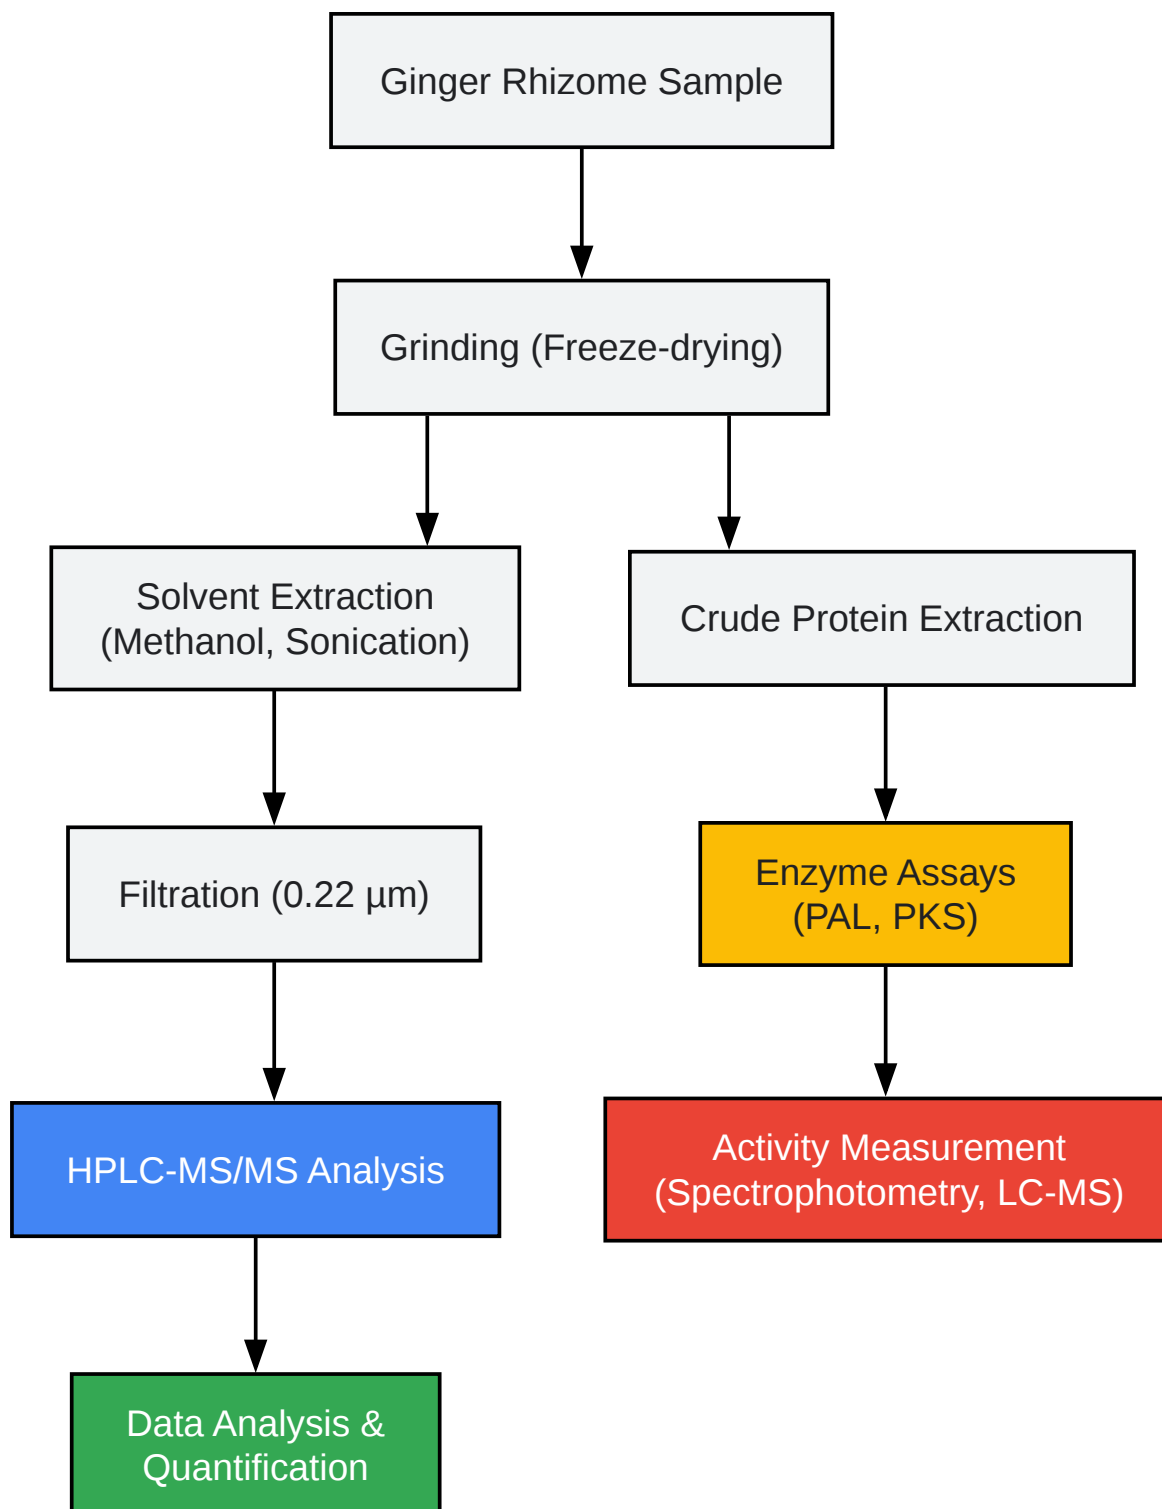 Ginger Rhizome Sample
Grinding (Freeze-drying)
Solvent Extraction
(Methanol, Sonication)
Crude Protein Extraction
Filtration (0.22 µm)
Enzyme Assays
(PAL, PKS)
HPLC-MS/MS Analysis
Activity Measurement
(Spectrophotometry, LC-MS)
Data Analysis &
Quantification